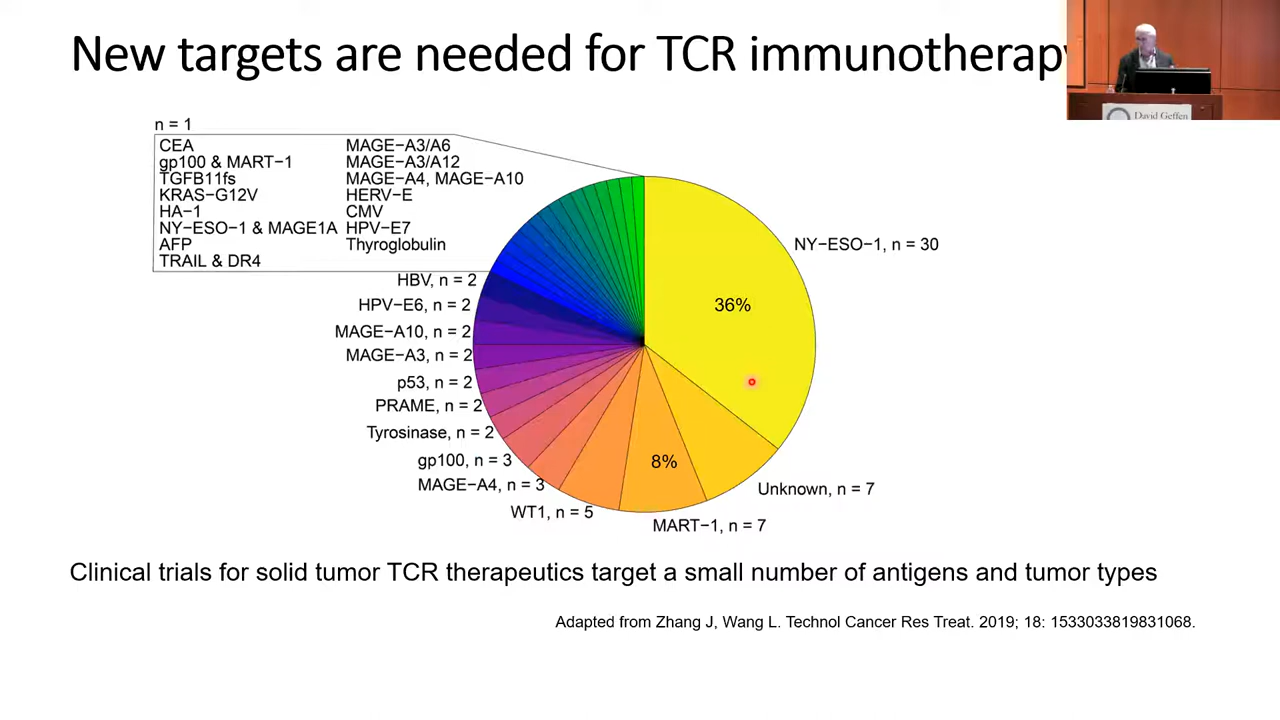 New targets are needed for TCR immunotherapy
David Geffen
n = 1
CEA
gp100 & MART−1
TGFB11fs
KRAS−G12V
HA−1
NY−ESO−1 & MAGE1A
AFP
TRAIL & DR4
MAGE−A3/A6
MAGE−A3/A12
MAGE−A4, MAGE−A10
HERV−E
CMV
HPV−E7
Thyroglobulin
NY−ESO−1, n = 30
36%
HBV, n = 2
HPV−E6, n = 2
MAGE−A10, n = 2
MAGE−A3, n = 2
p53, n = 2
PRAME, n = 2
Tyrosinase, n = 2
gp100, n = 3
MAGE−A4, n = 3
WT1, n = 5
8%
MART−1, n = 7
Unknown, n = 7
Clinical trials for solid tumor TCR therapeutics target a small number of antigens and tumor types
Adapted from Zhang J, Wang L. Technol Cancer Res Treat. 2019; 18: 1533033819831068.